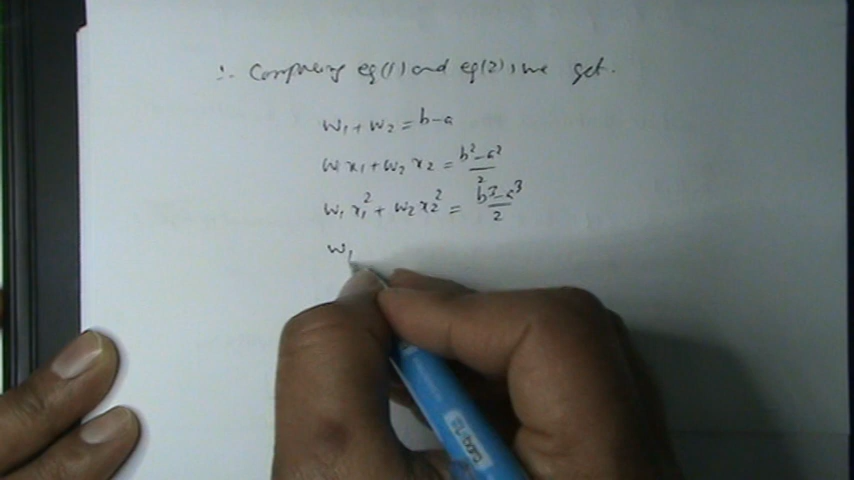 ∴ Comparing eq(1) and eq(2), we get.
w₁ + w₂ = b - a
w₁x₁ + w₂x₂ = (b² - a²)/2
w₁x₁² + w₂x₂² = (b³ - a³)/2
w₁